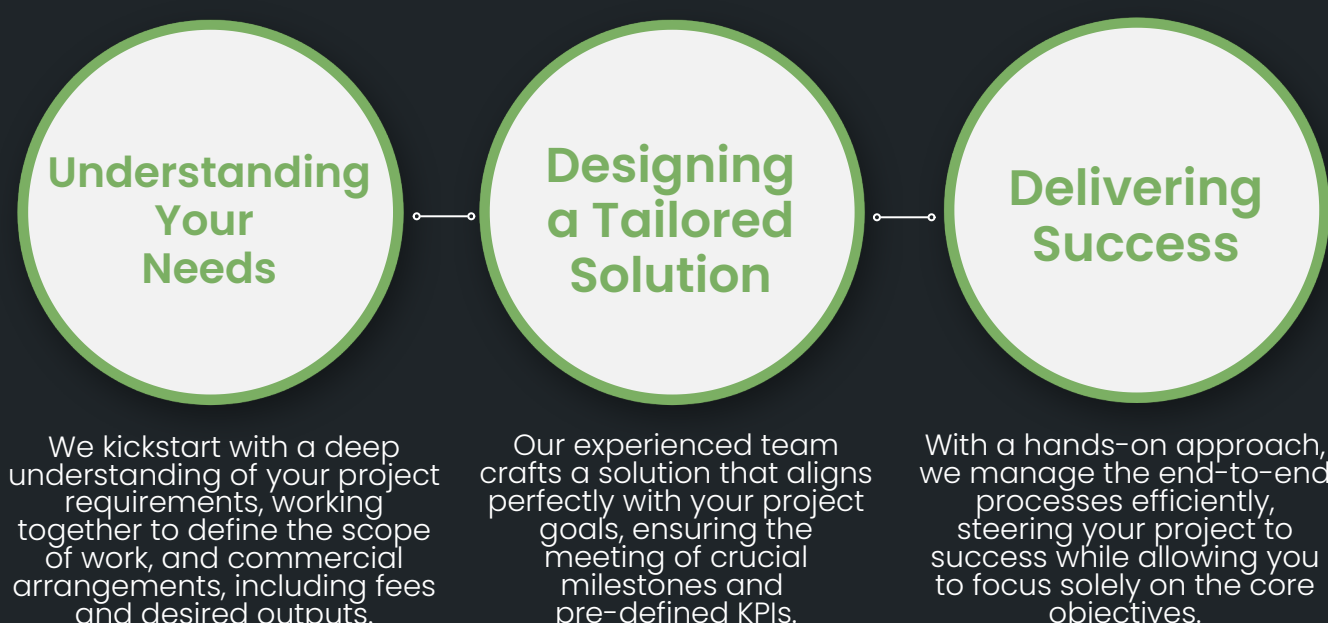 Understanding
Your
Needs
Designing
a Tailored
Solution
Delivering
Success
We kickstart with a deep
understanding of your project
requirements, working
together to define the scope
of work, and commercial
arrangements, including fees
and desired outputs.
Our experienced team
crafts a solution that aligns
perfectly with your project
goals, ensuring the
meeting of crucial
milestones and
pre-defined KPIs.
With a hands-on approach,
we manage the end-to-end
processes efficiently,
steering your project to
success while allowing you
to focus solely on the core
objectives.